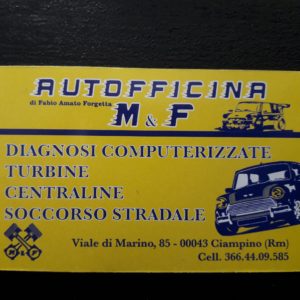 AUTOFFICINA
di Fabio Amato Forgetta
M & F
DIAGNOSI COMPUTERIZZATE
TURBINE
CENTRALINE
SOCCORSO STRADALE
M & F
Viale di Marino, 85 - 00043 Ciampino (Rm)
Cell. 366.44.09.585